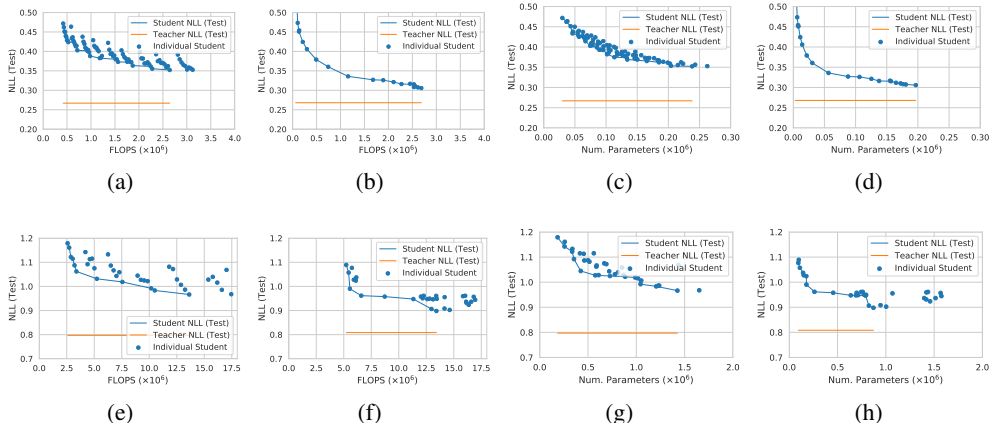 0.50
0.45
0.40
0.35
0.30
0.25
0.20
NLL (Test)
0.0 0.5 1.0 1.5 2.0 2.5 3.0 3.5 4.0
FLOPS (×10⁶)
Student NLL (Test)
Teacher NLL (Test)
Individual Student
(a)
0.50
0.45
0.40
0.35
0.30
0.25
0.20
NLL (Test)
0.0 0.5 1.0 1.5 2.0 2.5 3.0 3.5 4.0
FLOPS (×10⁶)
Student NLL (Test)
Teacher NLL (Test)
Individual Student
(b)
0.50
0.45
0.40
0.35
0.30
0.25
0.20
NLL (Test)
0.00 0.05 0.10 0.15 0.20 0.25 0.30
Num. Parameters (×10⁶)
Student NLL (Test)
Teacher NLL (Test)
Individual Student
(c)
0.50
0.45
0.40
0.35
0.30
0.25
0.20
NLL (Test)
0.00 0.05 0.10 0.15 0.20 0.25 0.30
Num. Parameters (×10⁶)
Student NLL (Test)
Teacher NLL (Test)
Individual Student
(d)
1.2
1.1
1.0
0.9
0.8
0.7
NLL (Test)
0.0 2.5 5.0 7.5 10.0 12.5 15.0 17.5
FLOPS (×10⁶)
Student NLL (Test)
Teacher NLL (Test)
Individual Student
(e)
1.2
1.1
1.0
0.9
0.8
0.7
NLL (Test)
0.0 2.5 5.0 7.5 10.0 12.5 15.0 17.5
FLOPS (×10⁶)
Student NLL (Test)
Teacher NLL (Test)
Individual Student
(f)
1.2
1.1
1.0
0.9
0.8
0.7
NLL (Test)
0.0 0.5 1.0 1.5 2.0
Num. Parameters (×10⁶)
Student NLL (Test)
Teacher NLL (Test)
Individual Student
(g)
1.2
1.1
1.0
0.9
0.8
0.7
NLL (Test)
0.0 0.5 1.0 1.5 2.0
Num. Parameters (×10⁶)
Student NLL (Test)
Teacher NLL (Test)
Individual Student
(h)